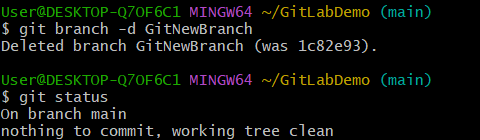 User@DESKTOP-Q7OF6C1 MINGW64 ~/GitLabDemo (main)
$ git branch -d GitNewBranch
Deleted branch GitNewBranch (was 1c82e93).
User@DESKTOP-Q7OF6C1 MINGW64 ~/GitLabDemo (main)
$ git status
On branch main
nothing to commit, working tree clean